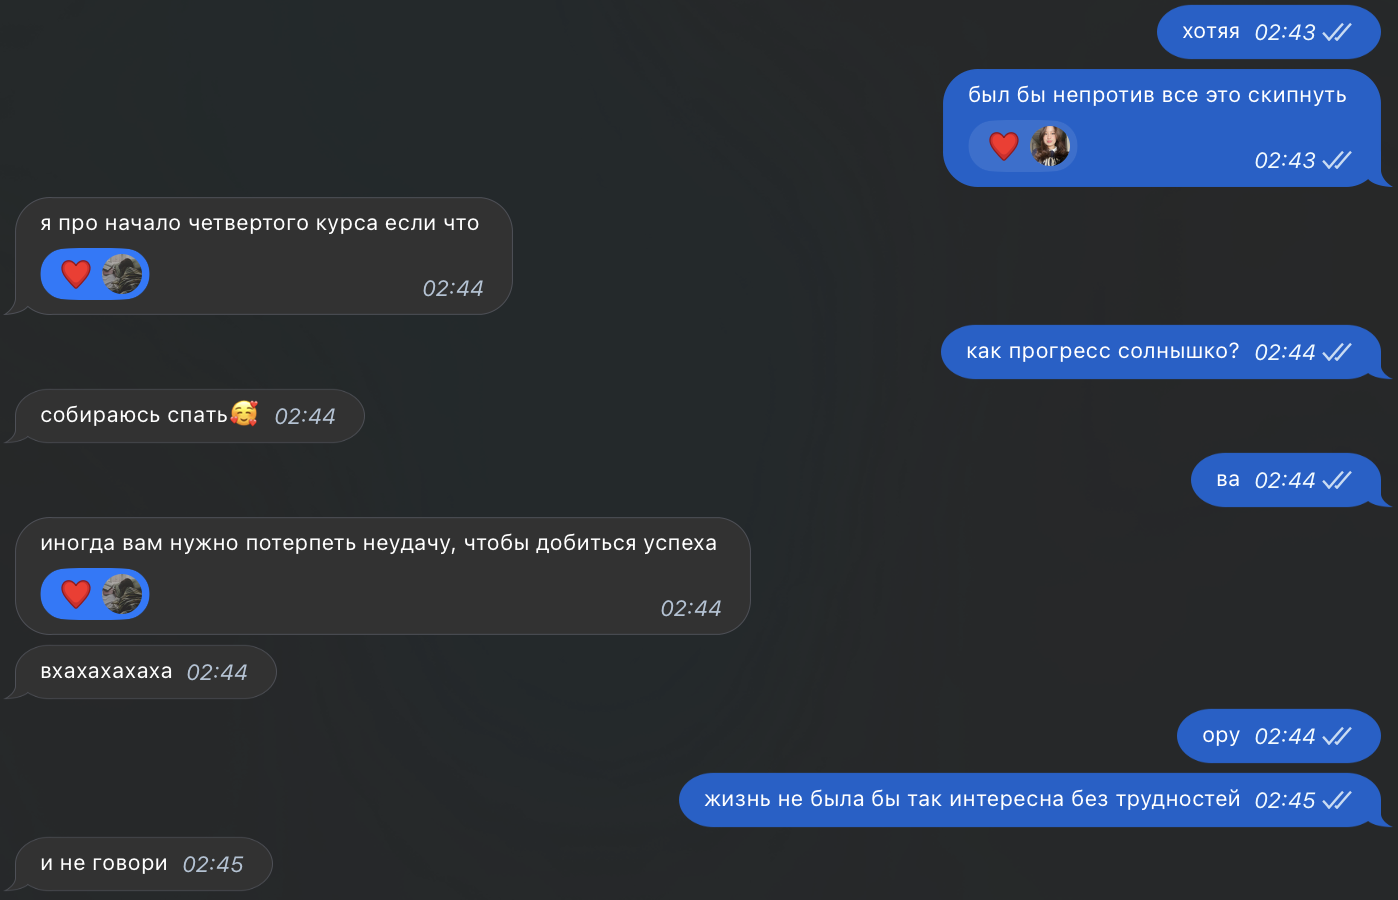 хотяя 02:43
был бы непротив все это скипнуть
❤️ 02:43
я про начало четвертого курса если что
❤️ 02:44
как прогресс солнышко? 02:44
собираюсь спать🥰 02:44
ва 02:44
иногда вам нужно потерпеть неудачу, чтобы добиться успеха
❤️ 02:44
вхахахахаха 02:44
ору 02:44
жизнь не была бы так интересна без трудностей 02:45
и не говори 02:45